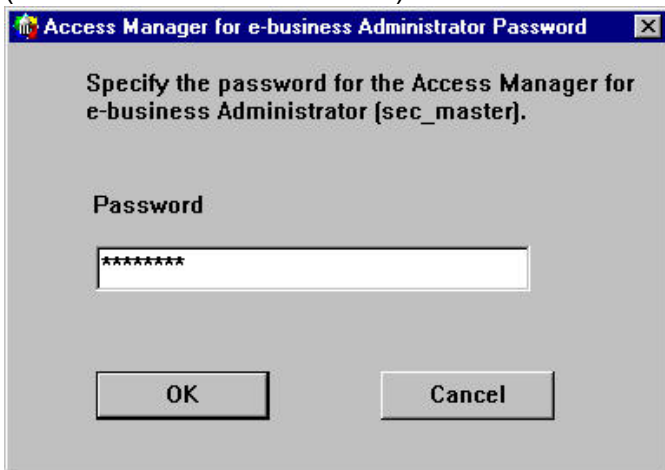 Access Manager for e-business Administrator Password
Specify the password for the Access Manager for
e-business Administrator (sec_master).
Password
********
OK
Cancel